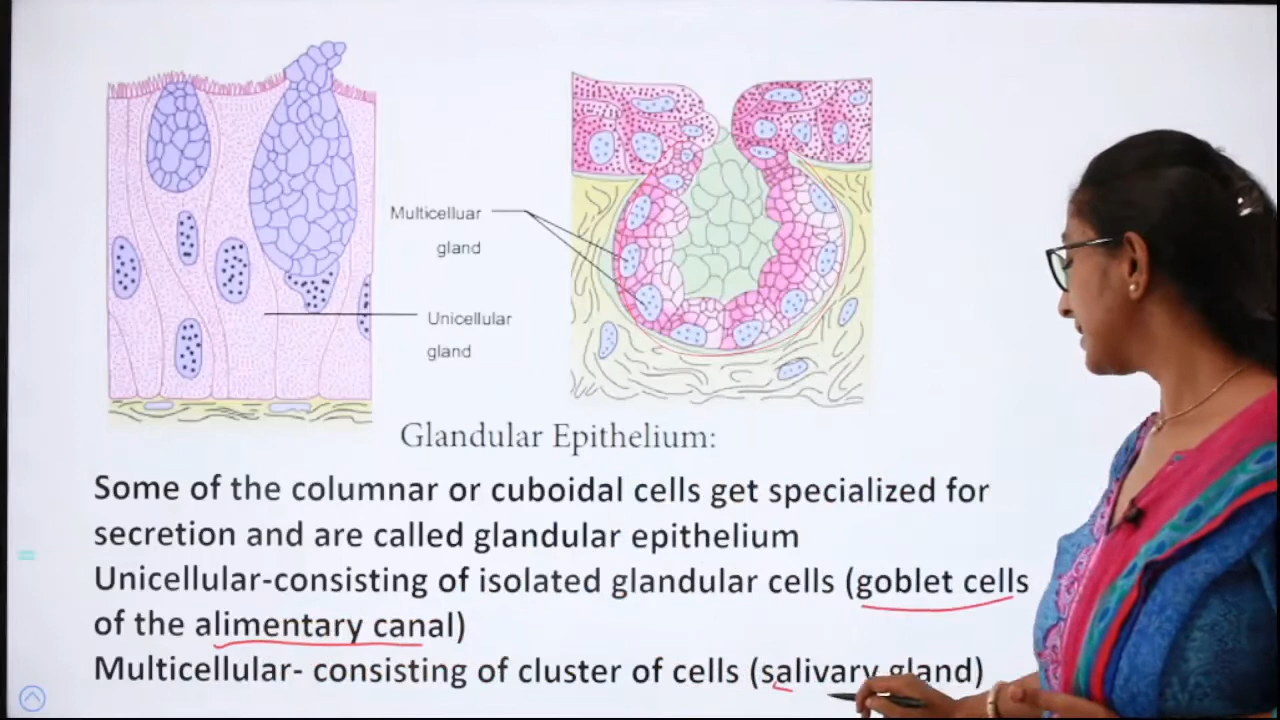 Multicelluar
gland
Unicellular
gland
Glandular Epithelium:
Some of the columnar or cuboidal cells get specialized for
secretion and are called glandular epithelium
Unicellular-consisting of isolated glandular cells (goblet cells
of the alimentary canal)
Multicellular- consisting of cluster of cells (salivary gland)